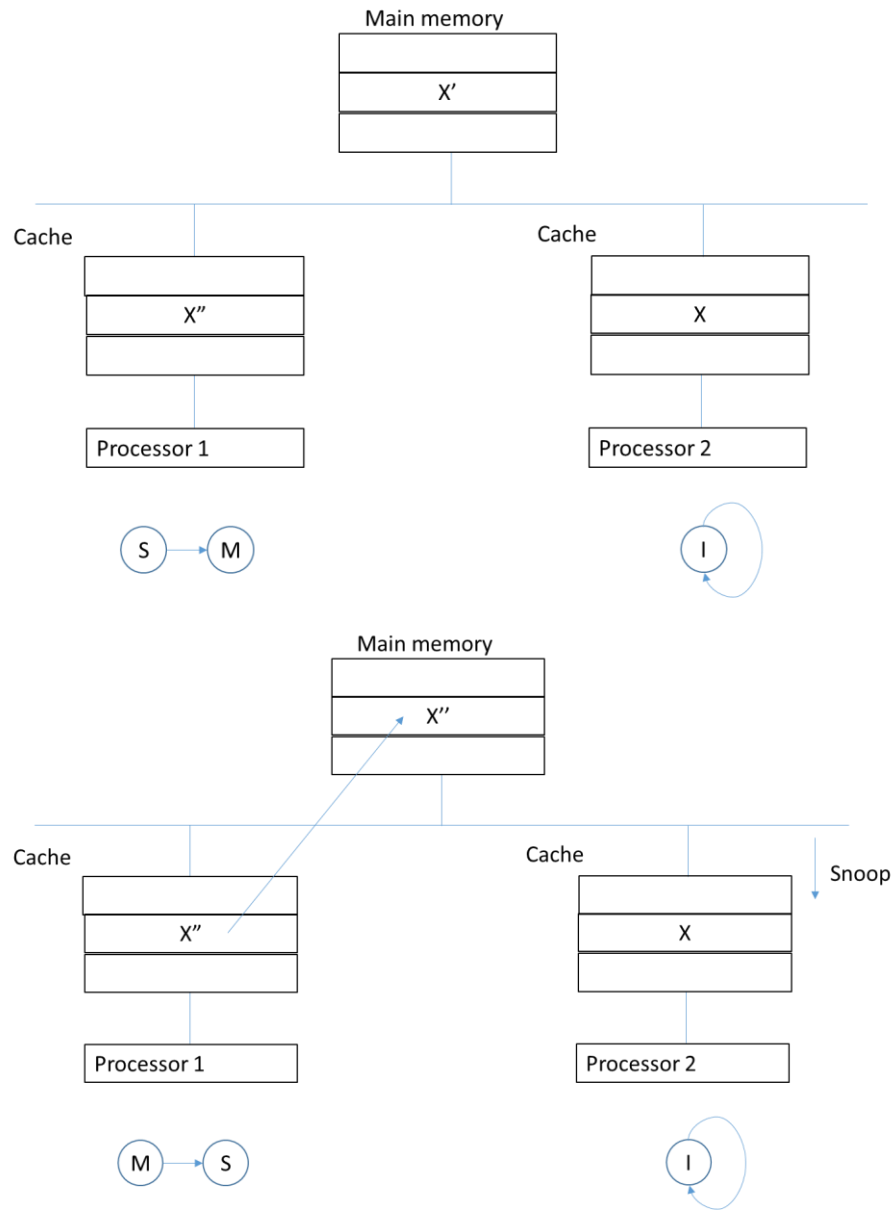 Main memory
X’
Cache
Cache
X”
X
Processor 1
Processor 2
S
M
I
Main memory
X’’
Cache
Cache
Snoop
X”
X
Processor 1
Processor 2
M
S
I